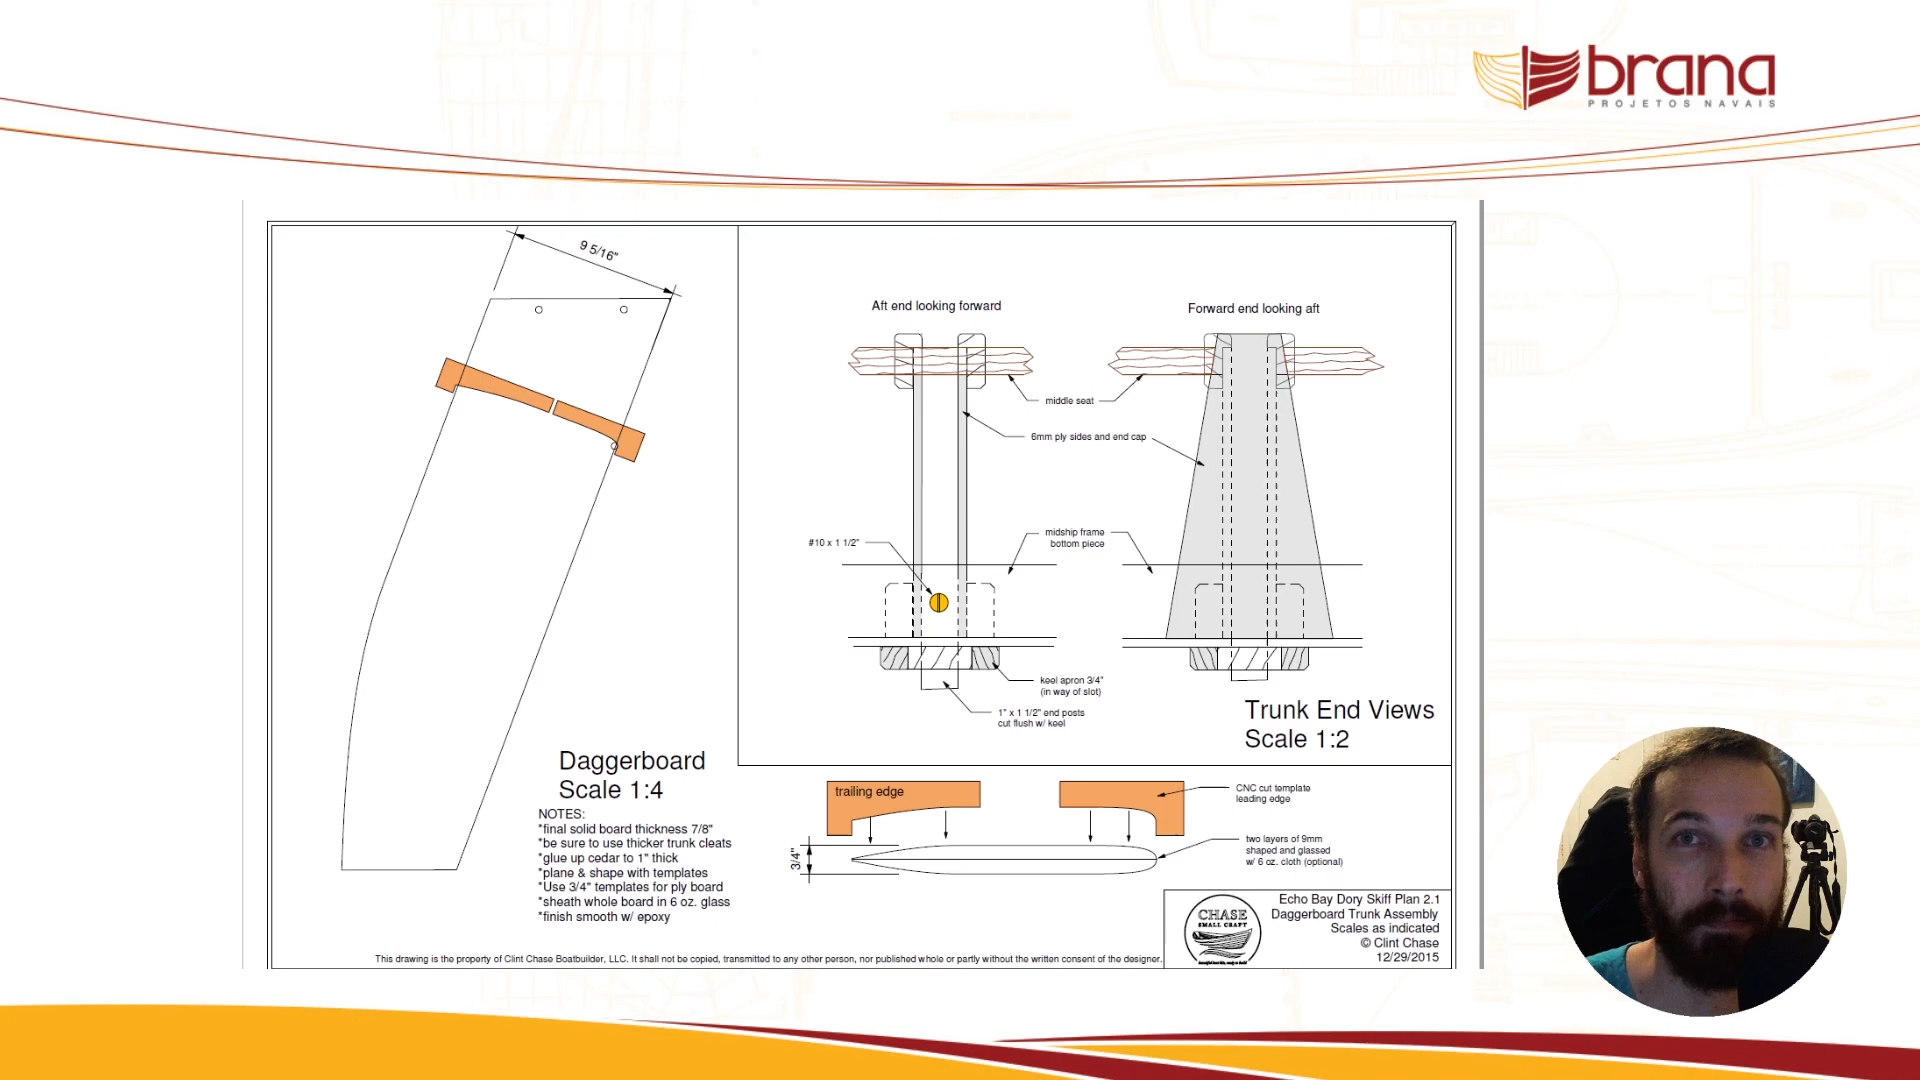 brana
PROJETOS NAVAIS
9 5/16"
Aft end looking forward
Forward end looking aft
middle seat
6mm ply sides and end cap
#10 x 1 1/2"
midship frame
bottom piece
keel apron 3/4"
(in way of slot)
1" x 1 1/2" end posts
cut flush w/ keel
Trunk End Views
Scale 1:2
Daggerboard
Scale 1:4
NOTES:
*final solid board thickness 7/8"
*be sure to use thicker trunk cleats
*glue up cedar to 1" thick
*plane & shape with templates
*Use 3/4" templates for ply board
*sheath whole board in 6 oz. glass
*finish smooth w/ epoxy
trailing edge
CNC cut template
leading edge
3/4"
two layers of 9mm
shaped and glassed
w/ 6 oz. cloth (optional)
CHASE
SMALL CRAFT
Echo Bay Dory Skiff Plan 2.1
Daggerboard Trunk Assembly
Scales as indicated
© Clint Chase
12/29/2015
This drawing is the property of Clint Chase Boatbuilder, LLC. It shall not be copied, transmitted to any other person, nor published whole or partly without the written consent of the designer.